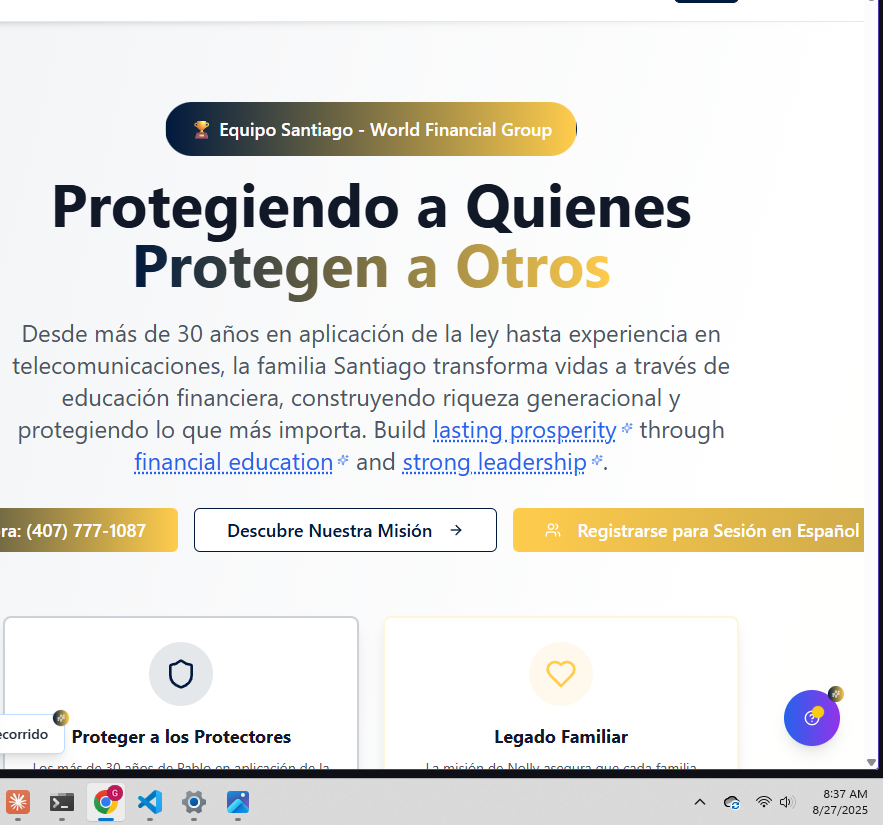 Equipo Santiago - World Financial Group
Protegiendo a Quienes
Protegen a Otros
Desde más de 30 años en aplicación de la ley hasta experiencia en
telecomunicaciones, la familia Santiago transforma vidas a través de
educación financiera, construyendo riqueza generacional y
protegiendo lo que más importa. Build lasting prosperity through
financial education and strong leadership.
ra: (407) 777-1087
Descubre Nuestra Misión →
Registrarse para Sesión en Español
ecorrido
Proteger a los Protectores
Los más de 30 años de Pablo en aplicación de la
Legado Familiar
La misión de Nolly asegura que cada familia
G
8:37 AM
8/27/2025